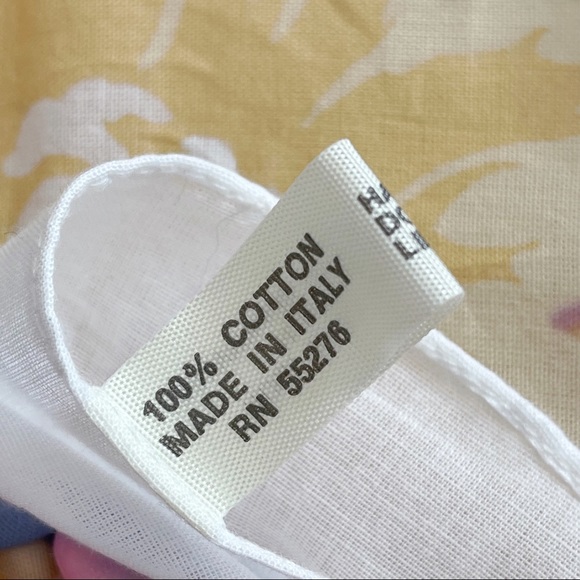 100% COTTON
MADE IN ITALY
RN 55276